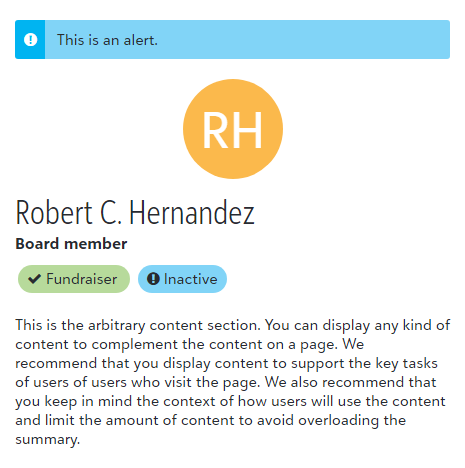 This is an alert.
RH
Robert C. Hernandez
Board member
Fundraiser
Inactive
This is the arbitrary content section. You can display any kind of
content to complement the content on a page. We
recommend that you display content to support the key tasks
of users of users who visit the page. We also recommend that
you keep in mind the context of how users will use the content
and limit the amount of content to avoid overloading the
summary.